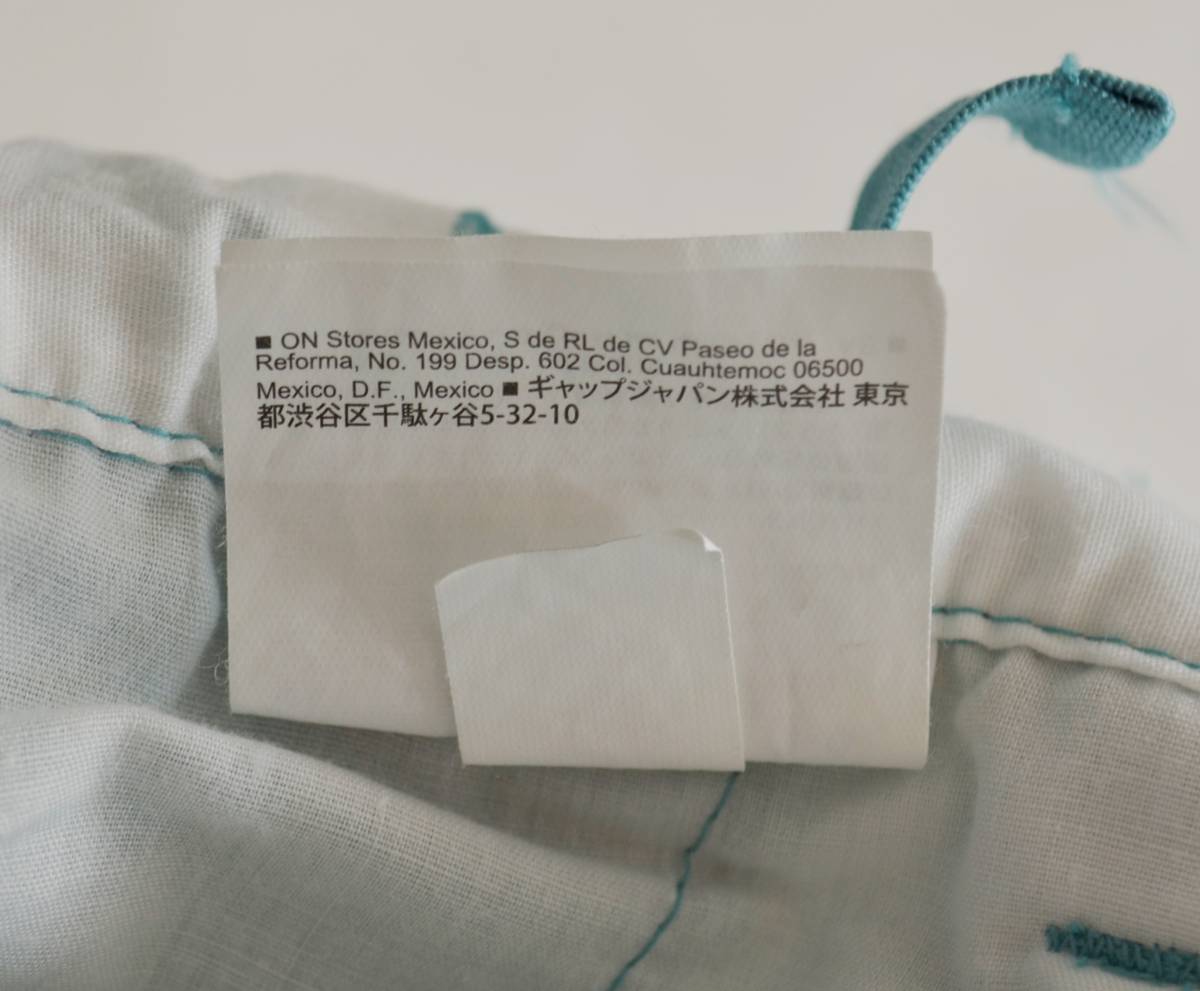 ■ ON Stores Mexico, S de RL de CV Paseo de la
Reforma, No. 199 Desp. 602 Col. Cuauhtemoc 06500
Mexico, D.F., Mexico ■ ギャップジャパン株式会社 東京
都渋谷区千駄ヶ谷5-32-10